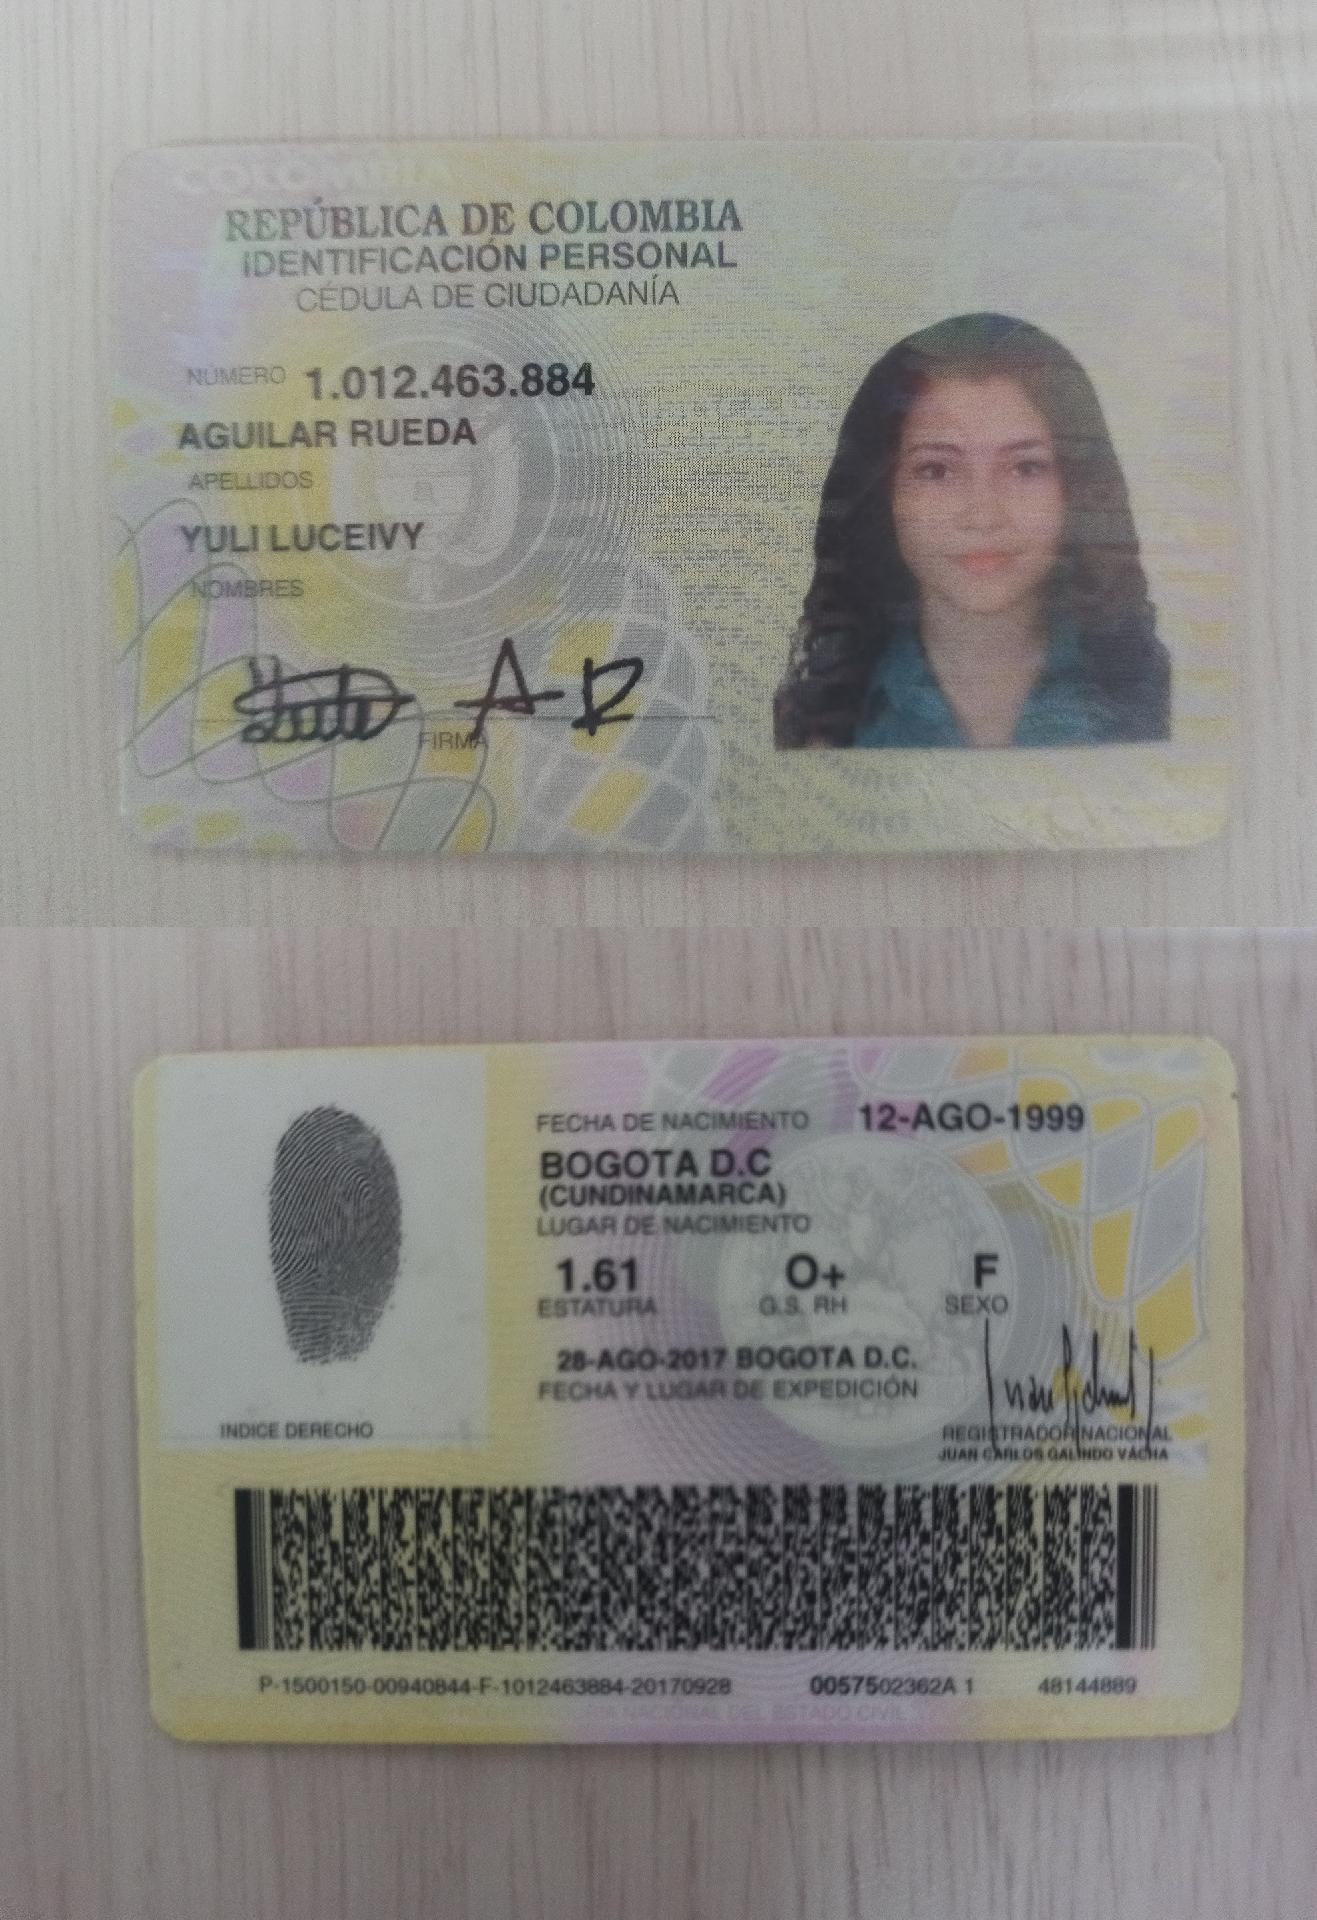 COLOMBIA
REPÚBLICA DE COLOMBIA
IDENTIFICACIÓN PERSONAL
CÉDULA DE CIUDADANÍA
NÚMERO 1.012.463.884
AGUILAR RUEDA
APELLIDOS
YULI LUCEIVY
NOMBRES
A R
FIRMA
FECHA DE NACIMIENTO 12-AGO-1999
BOGOTA D.C
(CUNDINAMARCA)
LUGAR DE NACIMIENTO
1.61 O+ F
ESTATURA G.S. RH SEXO
28-AGO-2017 BOGOTA D.C.
FECHA Y LUGAR DE EXPEDICIÓN
INDICE DERECHO
REGISTRADOR NACIONAL
JUAN CARLOS GALINDO VÁCHA
P-1500150-00940844-F-1012463884-20170928 0057502362A 1 48144889
REGISTRADURIA NACIONAL DEL ESTADO CIVIL